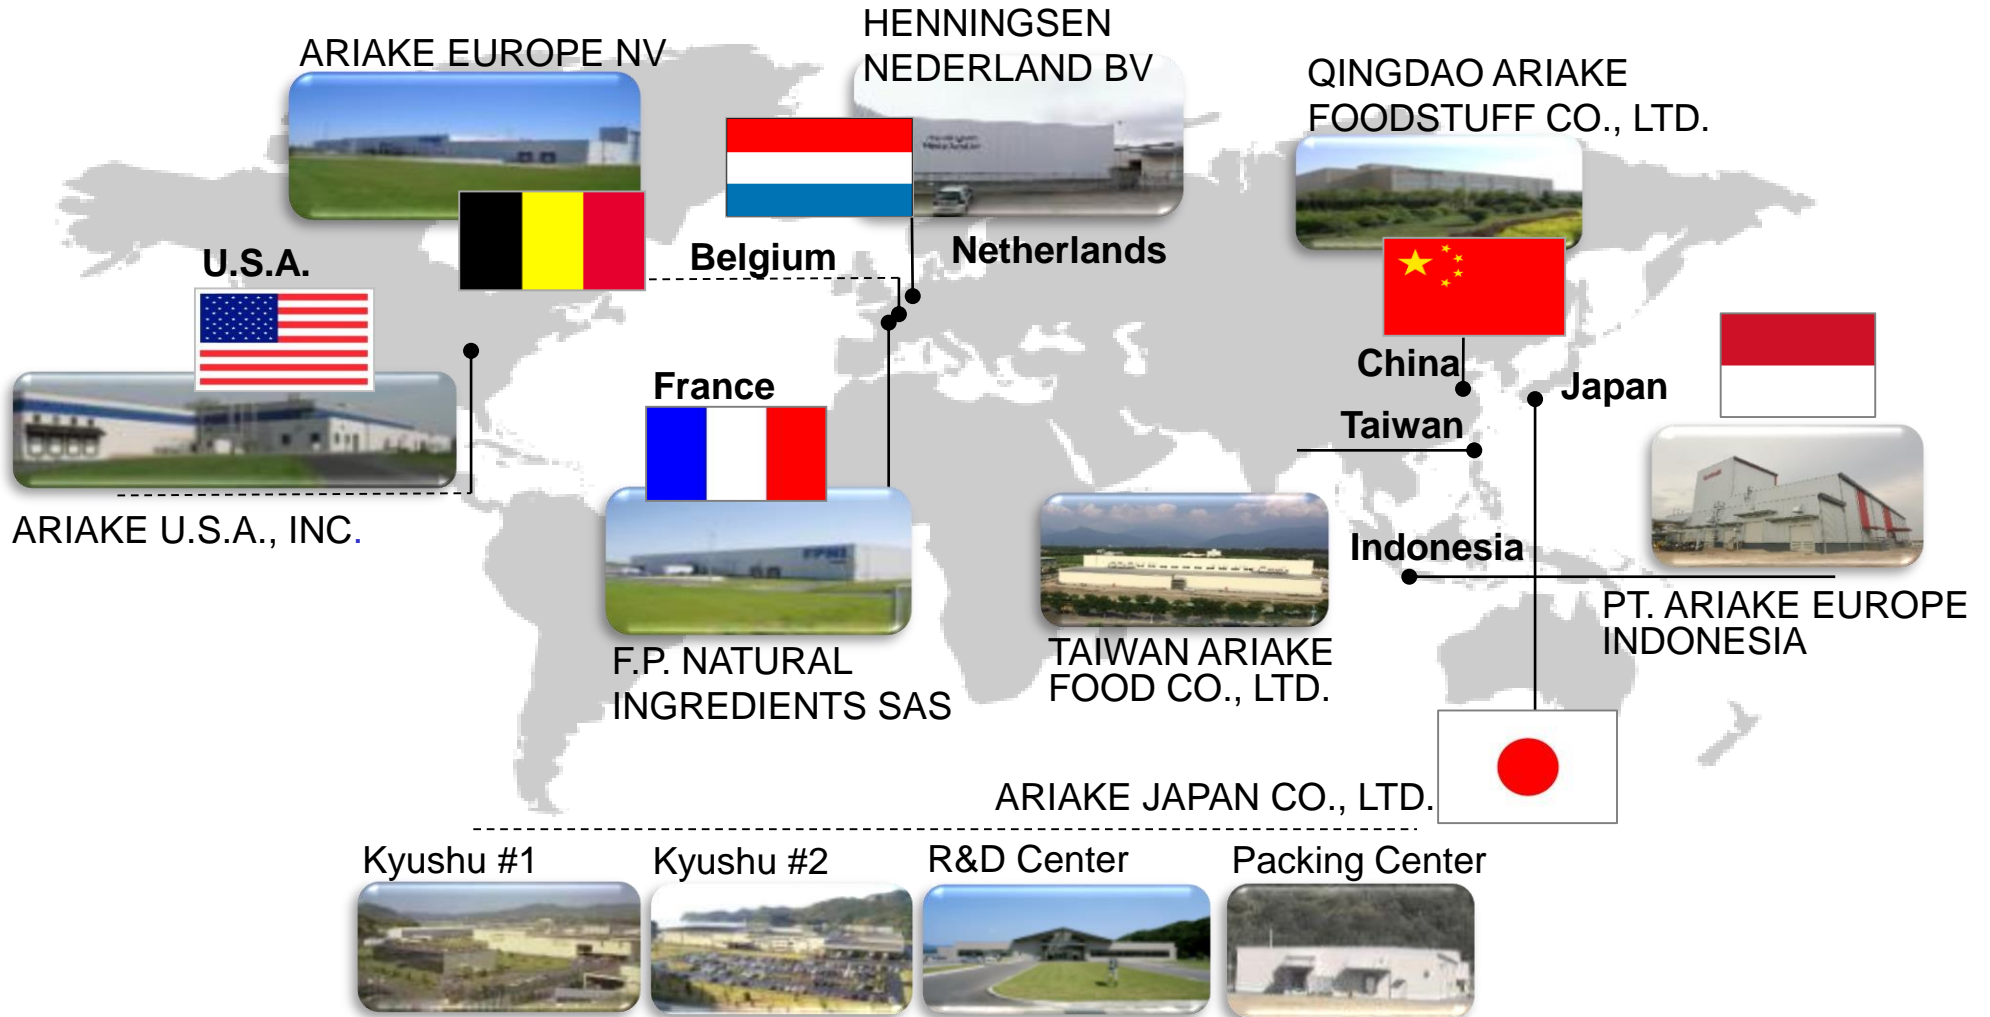 ARIAKE EUROPE NV
HENNINGSEN
NEDERLAND BV
QINGDAO ARIAKE
FOODSTUFF CO., LTD.
U.S.A.
Belgium
Netherlands
France
China
Japan
Taiwan
ARIAKE U.S.A., INC.
Indonesia
F.P. NATURAL
INGREDIENTS SAS
TAIWAN ARIAKE
FOOD CO., LTD.
PT. ARIAKE EUROPE
INDONESIA
ARIAKE JAPAN CO., LTD.
Kyushu #1
Kyushu #2
R&D Center
Packing Center